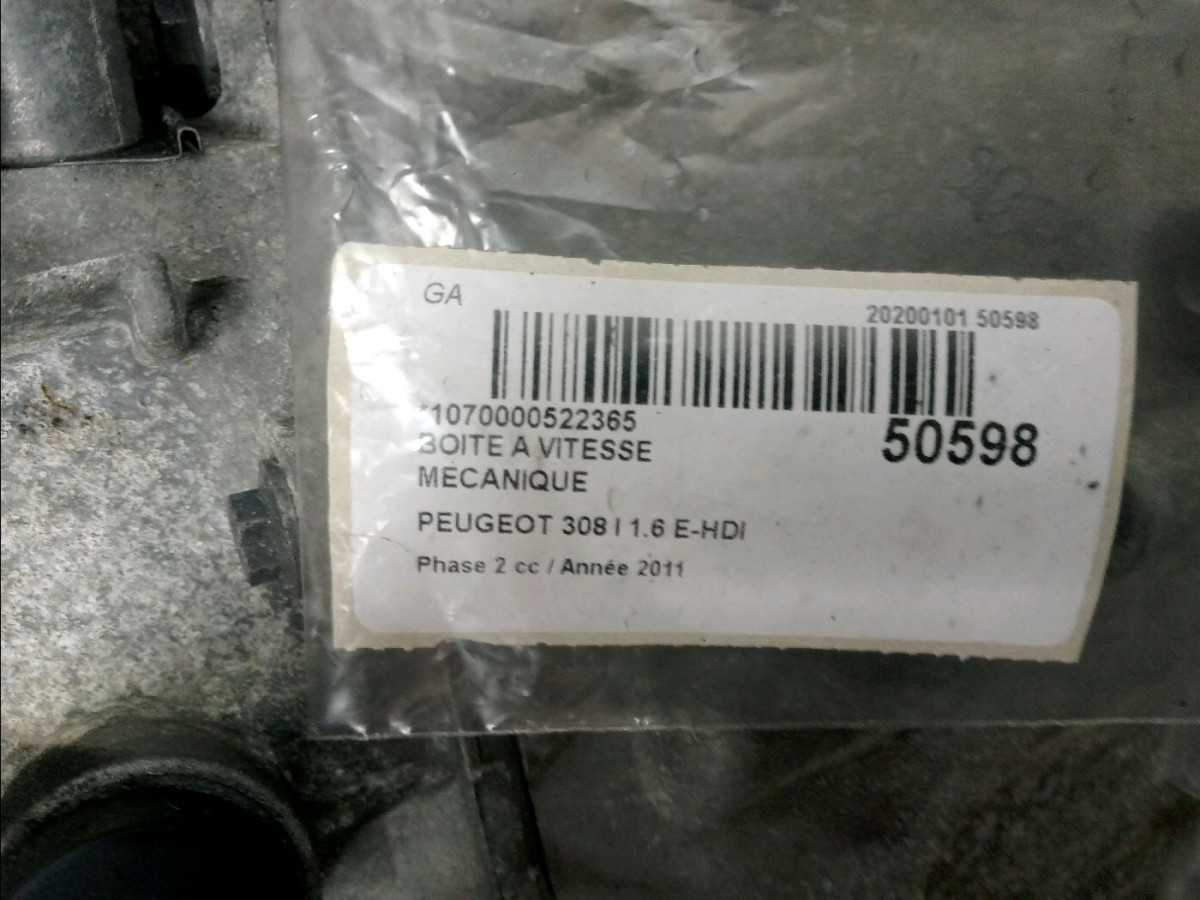 GA
20200101 50598
1070000522365
50598
BOITE A VITESSE
MECANIQUE
PEUGEOT 308 I 1.6 E-HDI
Phase 2 cc / Année 2011